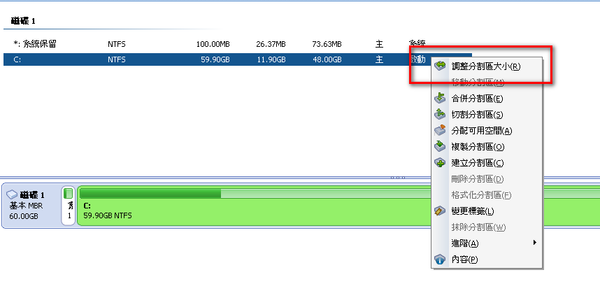 磁碟 1
*: 系統保留 NTFS 100.00MB 26.37MB 73.63MB 主 系統
C: NTFS 59.90GB 11.90GB 48.00GB 主 啟動
調整分割區大小(R)
移動分割區(M)
合併分割區(E)
切割分割區(S)
分配可用空間(A)
複製分割區(O)
建立分割區(C)
刪除分割區(D)
格式化分割區(F)
變更標籤(L)
抹除分割區(W)
進階(A)
內容(P)
磁碟 1
基本 MBR
60.00GB
1
C:
59.90GB NTFS